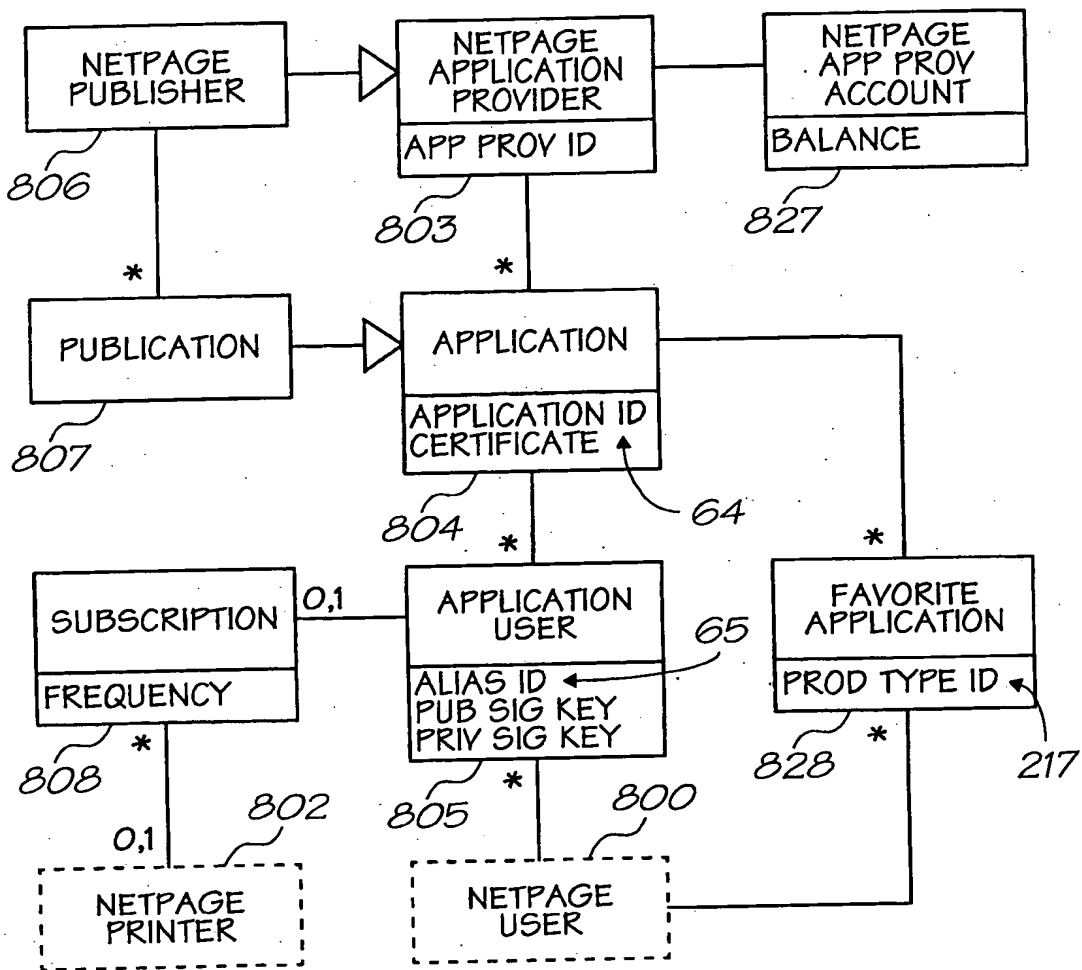 NETPAGE
PUBLISHER
806
NETPAGE
APPLICATION
PROVIDER
APP PROV ID
803
NETPAGE
APP PROV
ACCOUNT
BALANCE
827
*
*
PUBLICATION
807
APPLICATION
APPLICATION ID
CERTIFICATE
804
64
*
*
SUBSCRIPTION
FREQUENCY
808
0,1
APPLICATION
USER
ALIAS ID
PUB SIG KEY
PRIV SIG KEY
805
65
FAVORITE
APPLICATION
PROD TYPE ID
828
217
*
*
*
0,1
802
NETPAGE
PRINTER
800
NETPAGE
USER